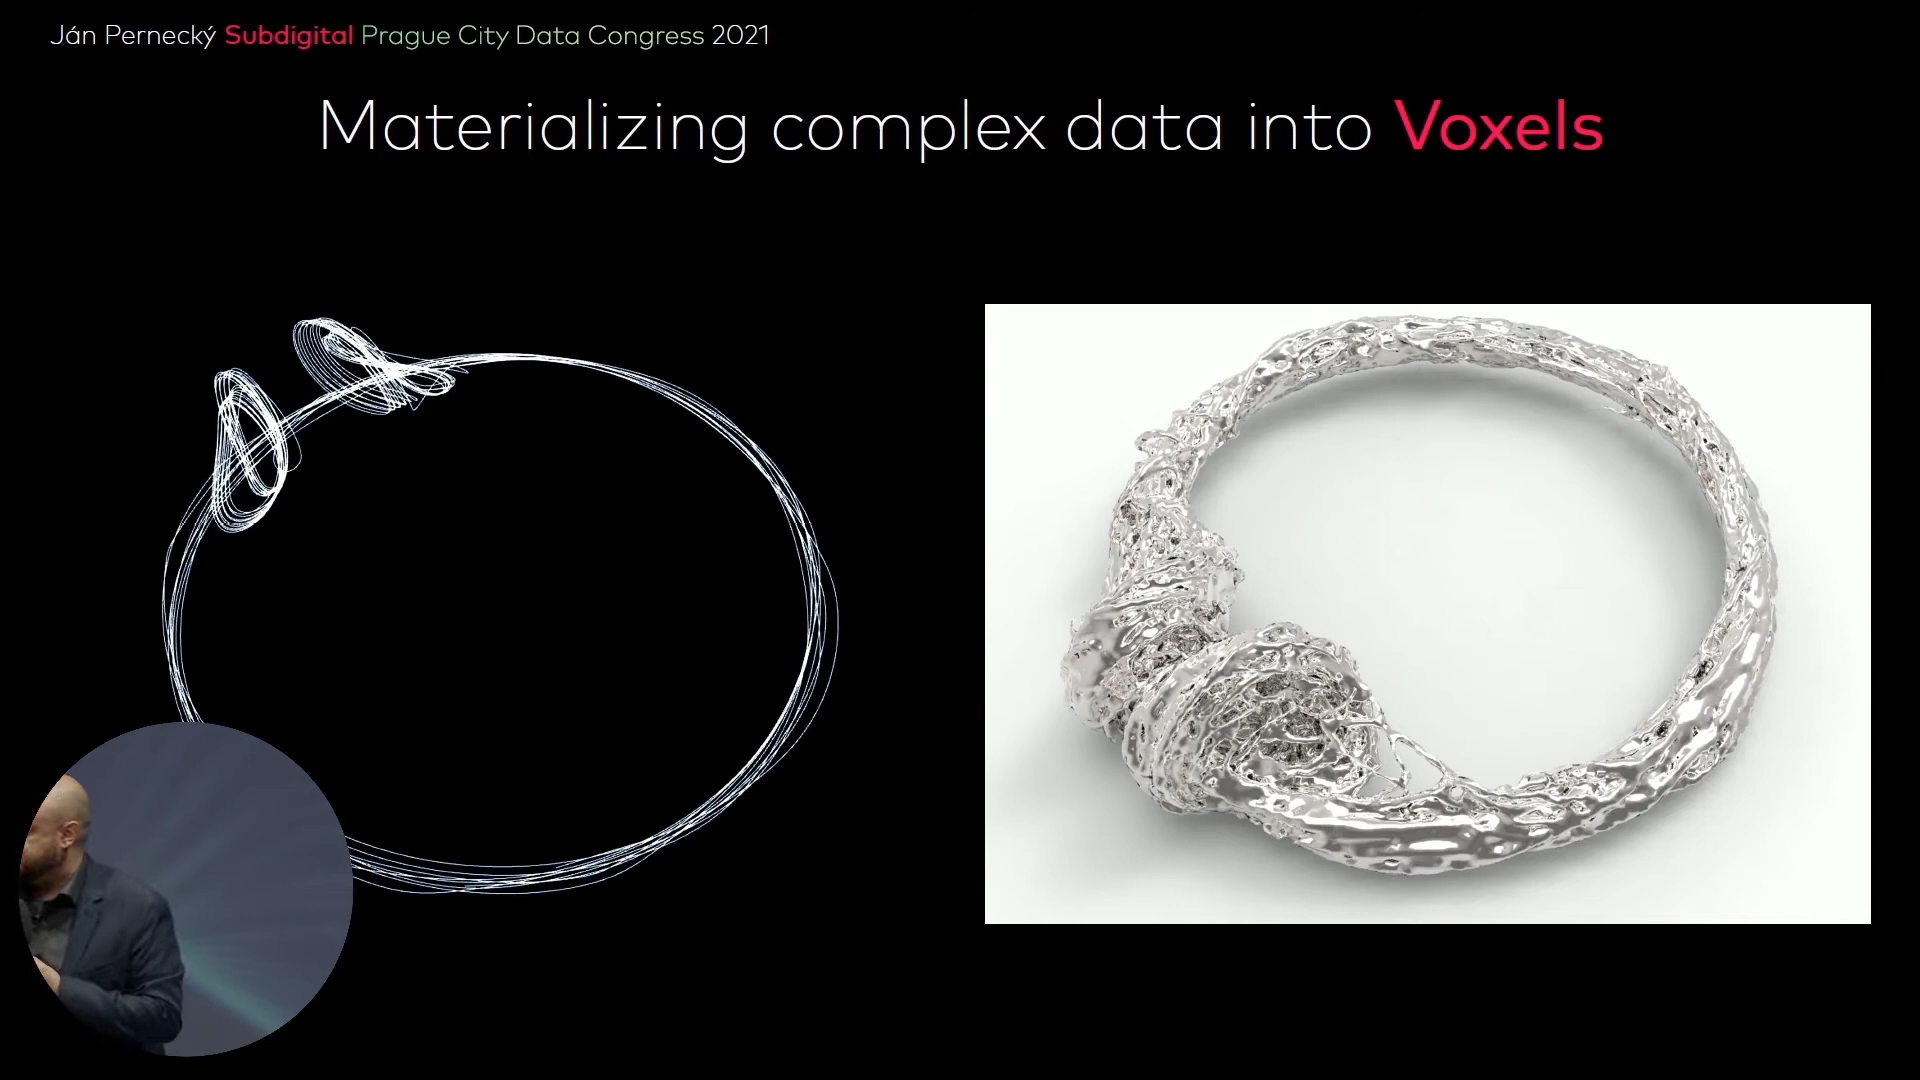 Ján Pernecký Subdigital Prague City Data Congress 2021
Materializing complex data into Voxels